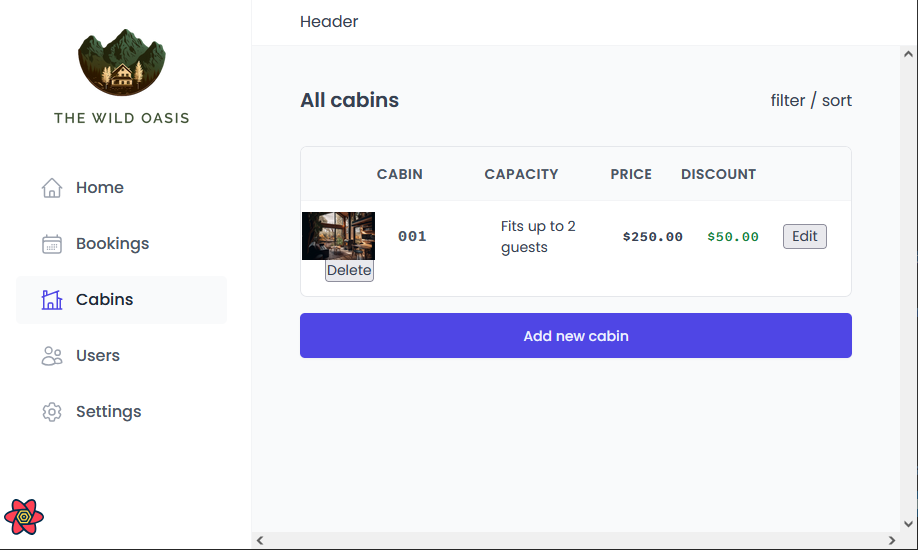 THE WILD OASIS
Home
Bookings
Cabins
Users
Settings
Header
All cabins
filter / sort
CABIN CAPACITY PRICE DISCOUNT
001 Fits up to 2 guests $250.00 $50.00 Edit
Delete
Add new cabin